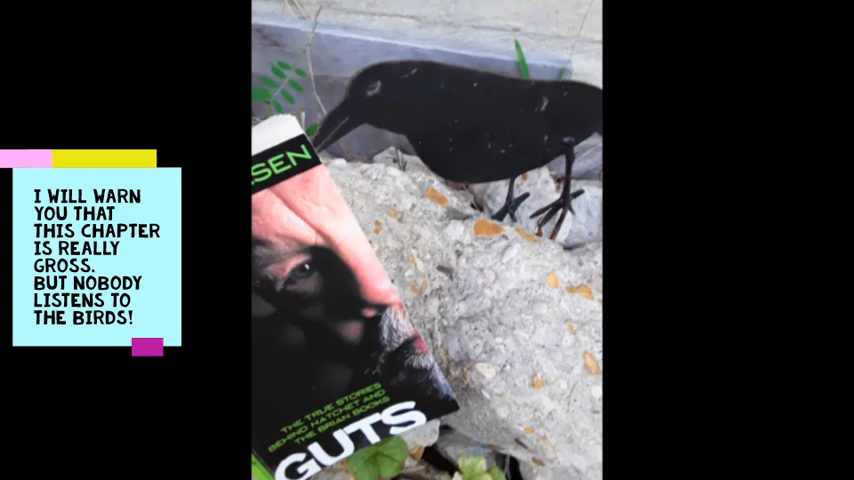 I WILL WARN
YOU THAT
THIS CHAPTER
IS REALLY
GROSS.
BUT NOBODY
LISTENS TO
THE BIRDS!
SEN
THE TRUE STORIES
BEHIND HATCHET AND
THE BRIAN BOOKS
GUTS